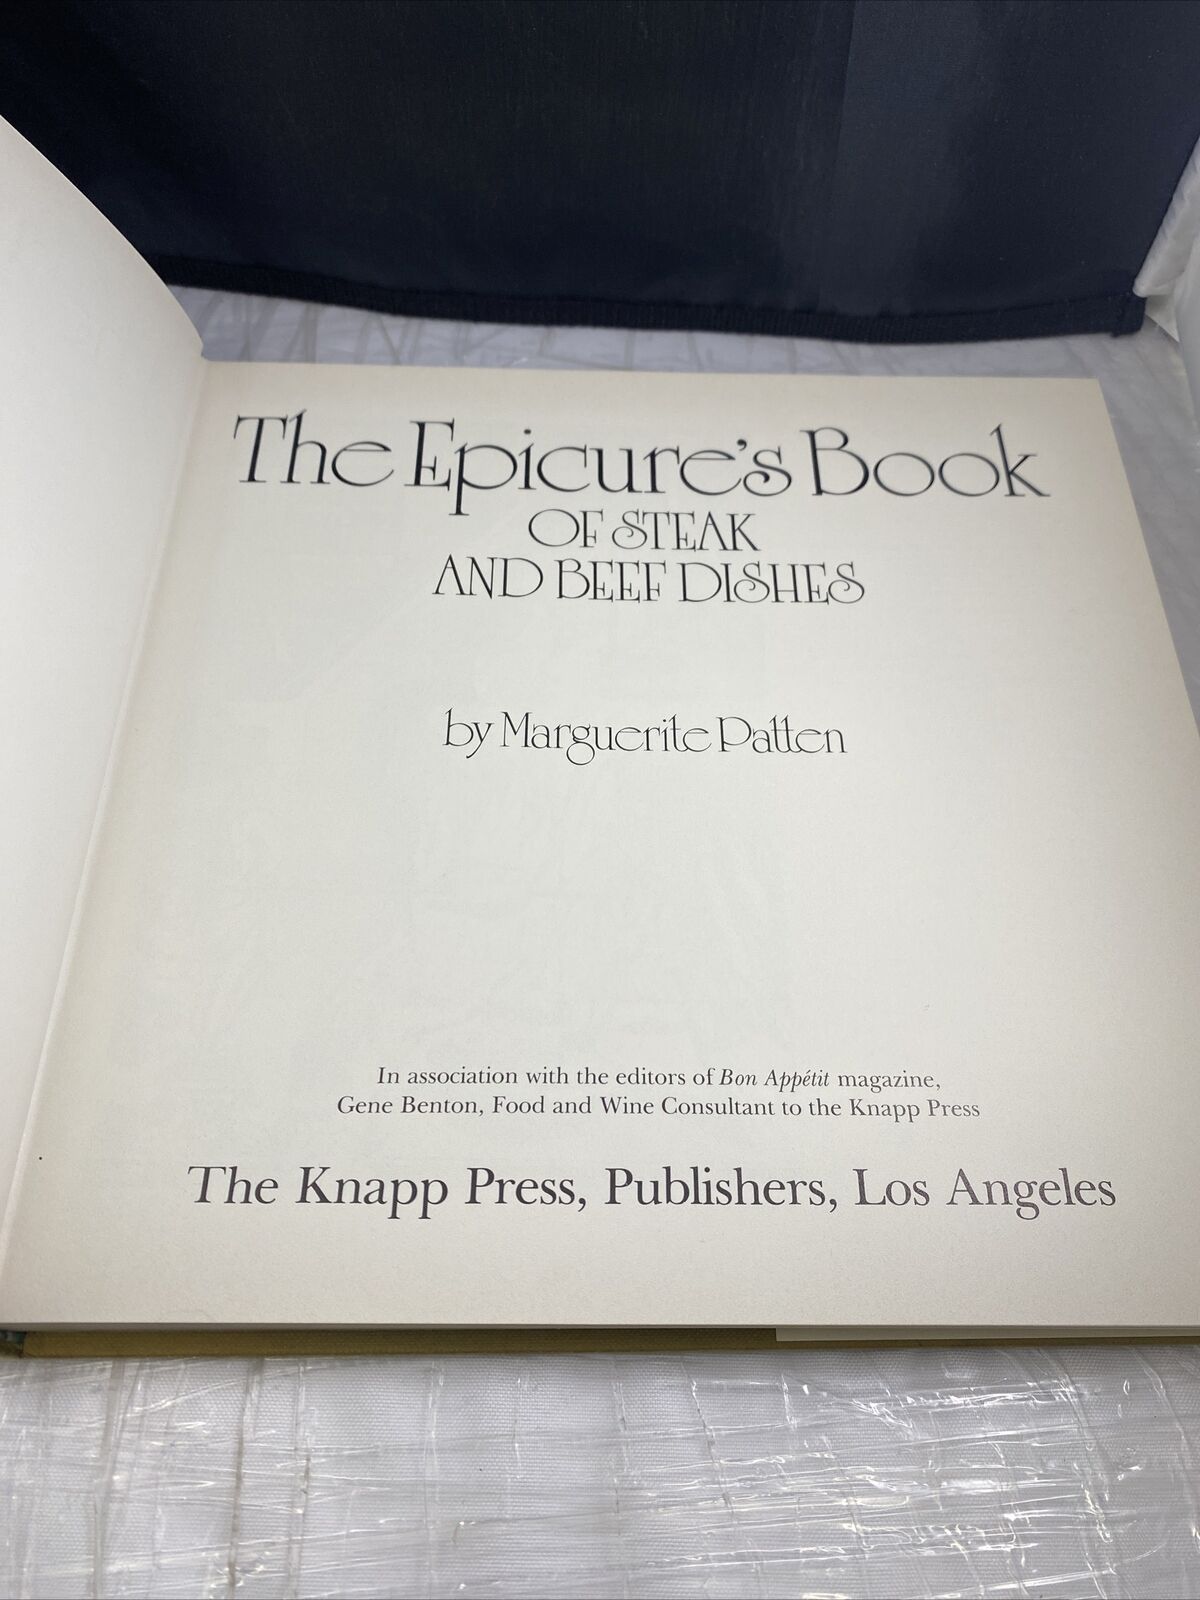 The Epicure's Book
OF STEAK
AND BEEF DISHES
by Marguerite Patten
In association with the editors of Bon Appétit magazine,
Gene Benton, Food and Wine Consultant to the Knapp Press
The Knapp Press, Publishers, Los Angeles